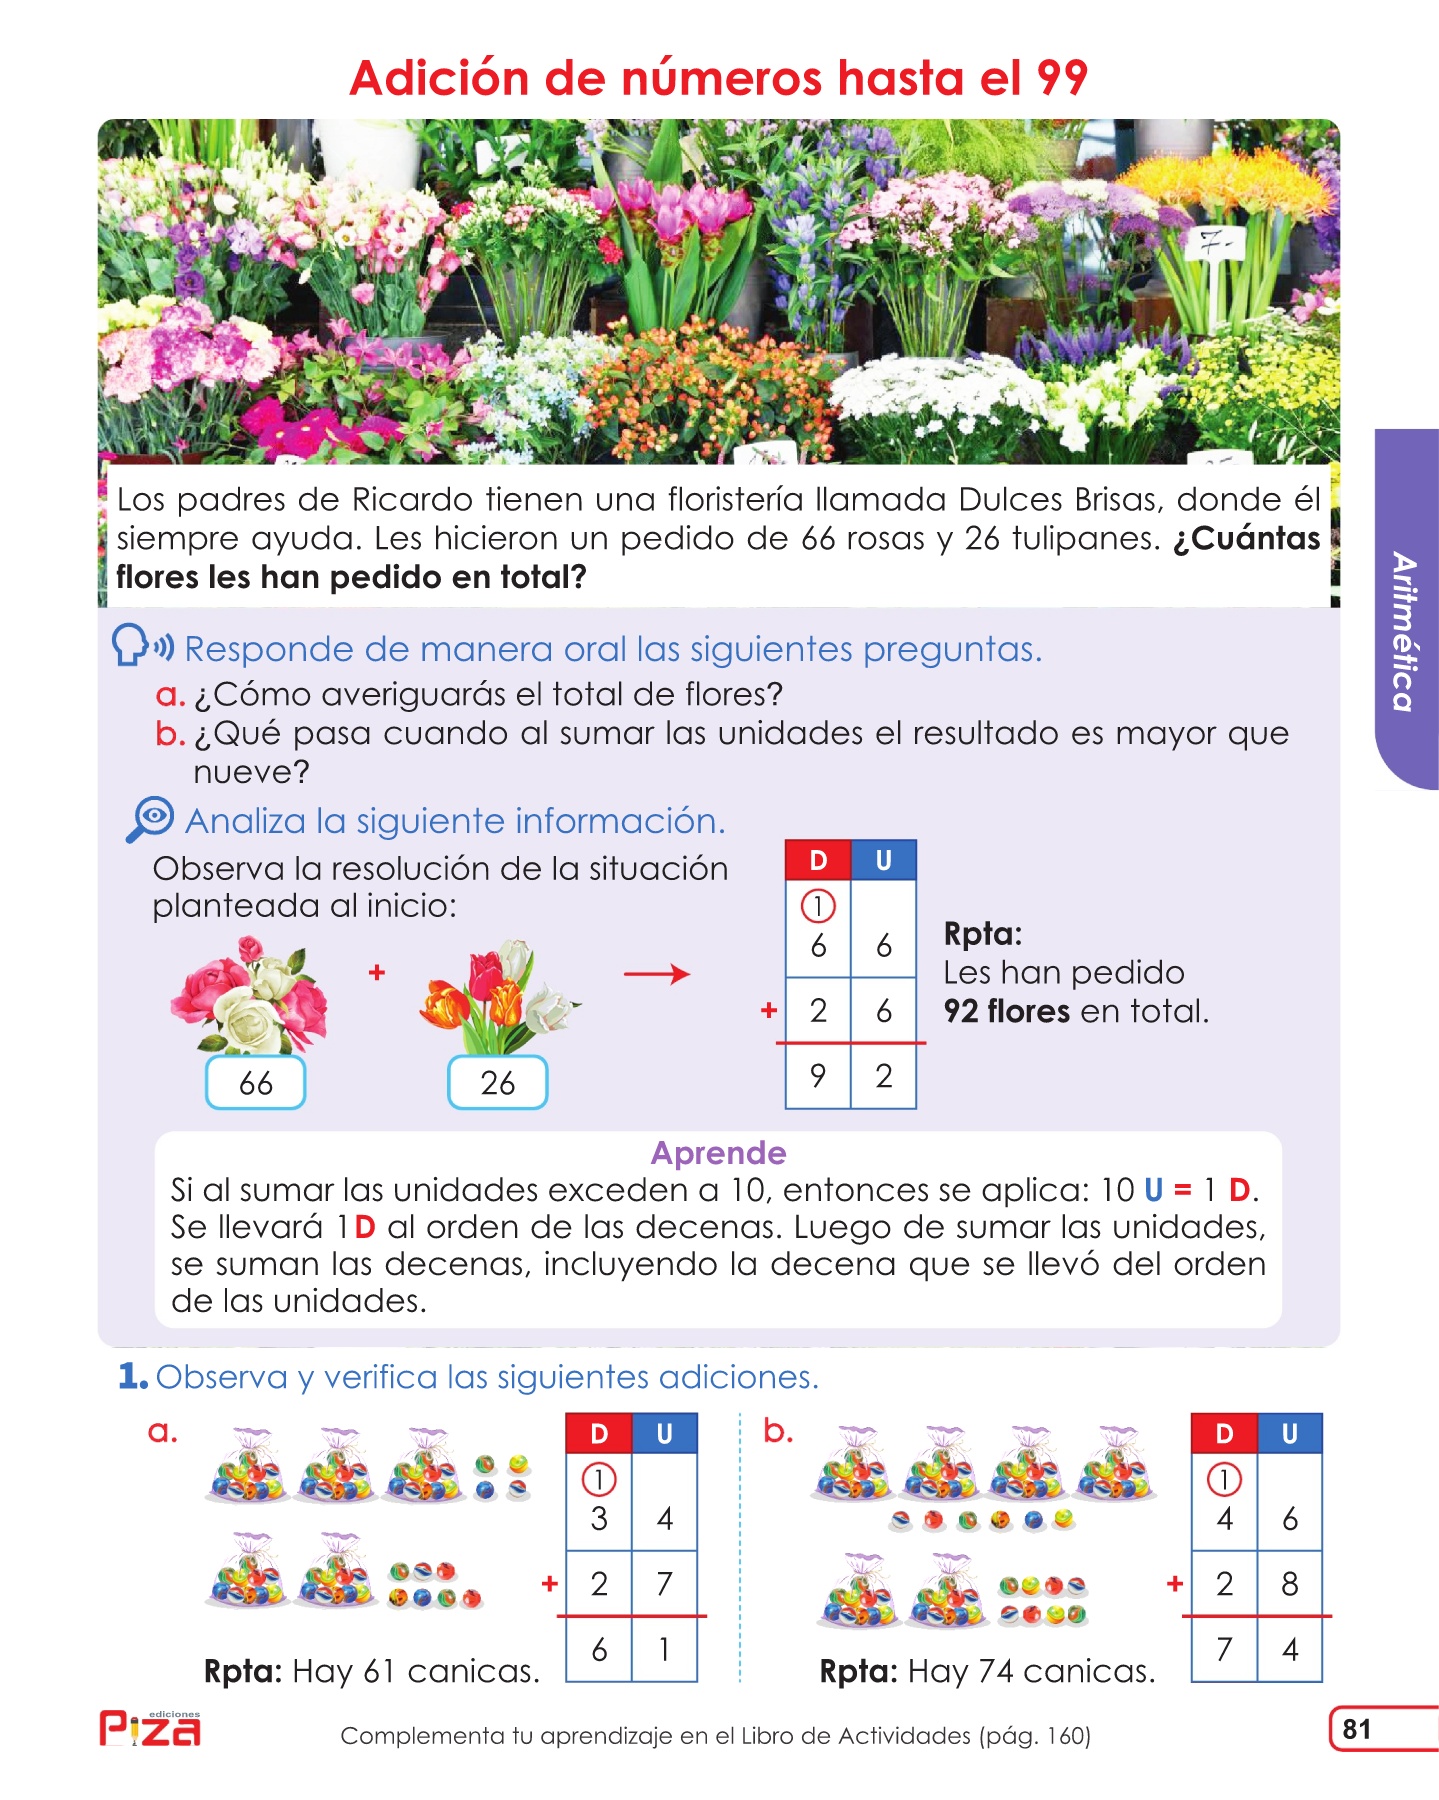 Adición de números hasta el 99
7-
Los padres de Ricardo tienen una floristería llamada Dulces Brisas, donde él
siempre ayuda. Les hicieron un pedido de 66 rosas y 26 tulipanes. ¿Cuántas
flores les han pedido en total?
Aritmética
Responde de manera oral las siguientes preguntas.
a. ¿Cómo averiguarás el total de flores?
b. ¿Qué pasa cuando al sumar las unidades el resultado es mayor que
nueve?
Analiza la siguiente información.
Observa la resolución de la situación
planteada al inicio:
+
66
26
D U
1
6 6
+ 2 6
9 2
Rpta:
Les han pedido
92 flores en total.
Aprende
Si al sumar las unidades exceden a 10, entonces se aplica: 10 U = 1 D.
Se llevará 1D al orden de las decenas. Luego de sumar las unidades,
se suman las decenas, incluyendo la decena que se llevó del orden
de las unidades.
1. Observa y verifica las siguientes adiciones.
a.
D U
1
3 4
+ 2 7
6 1
Rpta: Hay 61 canicas.
b.
D U
1
4 6
+ 2 8
7 4
Rpta: Hay 74 canicas.
ediciones
Piza
Complementa tu aprendizaje en el Libro de Actividades (pág. 160)
81